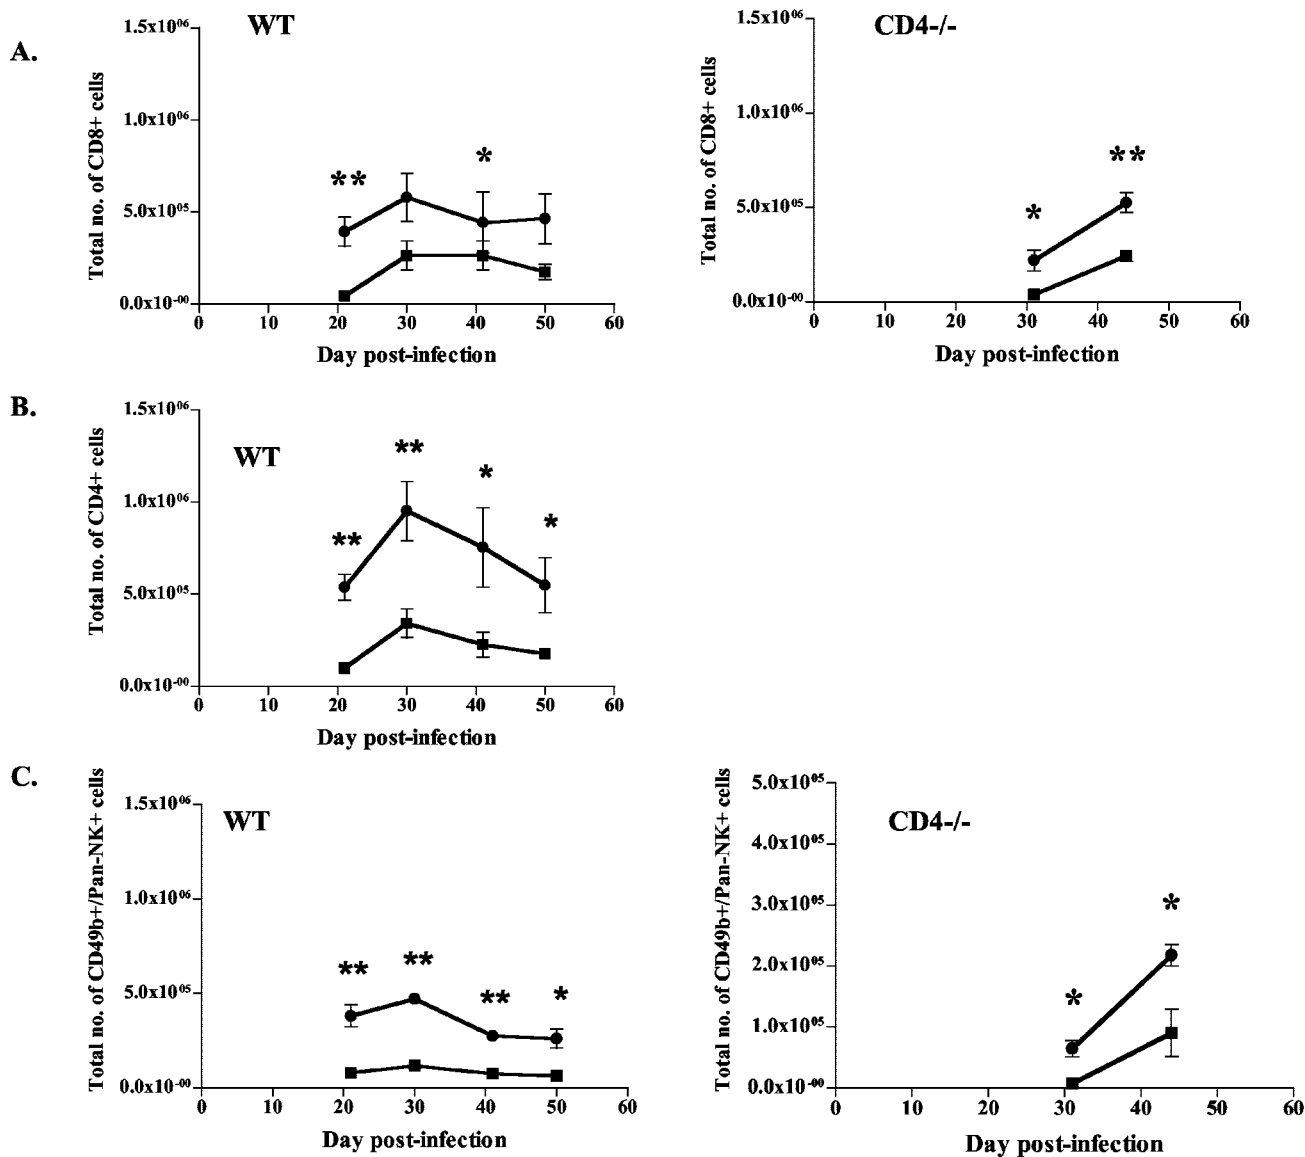 A.
WT
CD4-/-
Total no. of CD8+ cells
1.5x10⁰⁶
1.0x10⁰⁶
5.0x10⁰⁵
0.0x10⁻⁰⁰
** *
0 10 20 30 40 50 60
Day post-infection
Total no. of CD8+ cells
1.5x10⁰⁶
1.0x10⁰⁶
5.0x10⁰⁵
0.0x10⁻⁰⁰
* **
0 10 20 30 40 50 60
Day post-infection
B.
WT
Total no. of CD4+ cells
1.5x10⁰⁶
1.0x10⁰⁶
5.0x10⁰⁵
0.0x10⁻⁰⁰
** ** * *
0 10 20 30 40 50 60
Day post-infection
C.
WT
Total no. of CD49b+/Pan-NK+ cells
1.5x10⁰⁶
1.0x10⁰⁶
5.0x10⁰⁵
0.0x10⁻⁰⁰
** ** ** *
0 10 20 30 40 50 60
Day post-infection
CD4-/-
Total no. of CD49b+/Pan-NK+ cells
5.0x10⁰⁵
4.0x10⁰⁵
3.0x10⁰⁵
2.0x10⁰⁵
1.0x10⁰⁵
0.0x10⁻⁰⁰
* *
0 10 20 30 40 50 60
Day post-infection